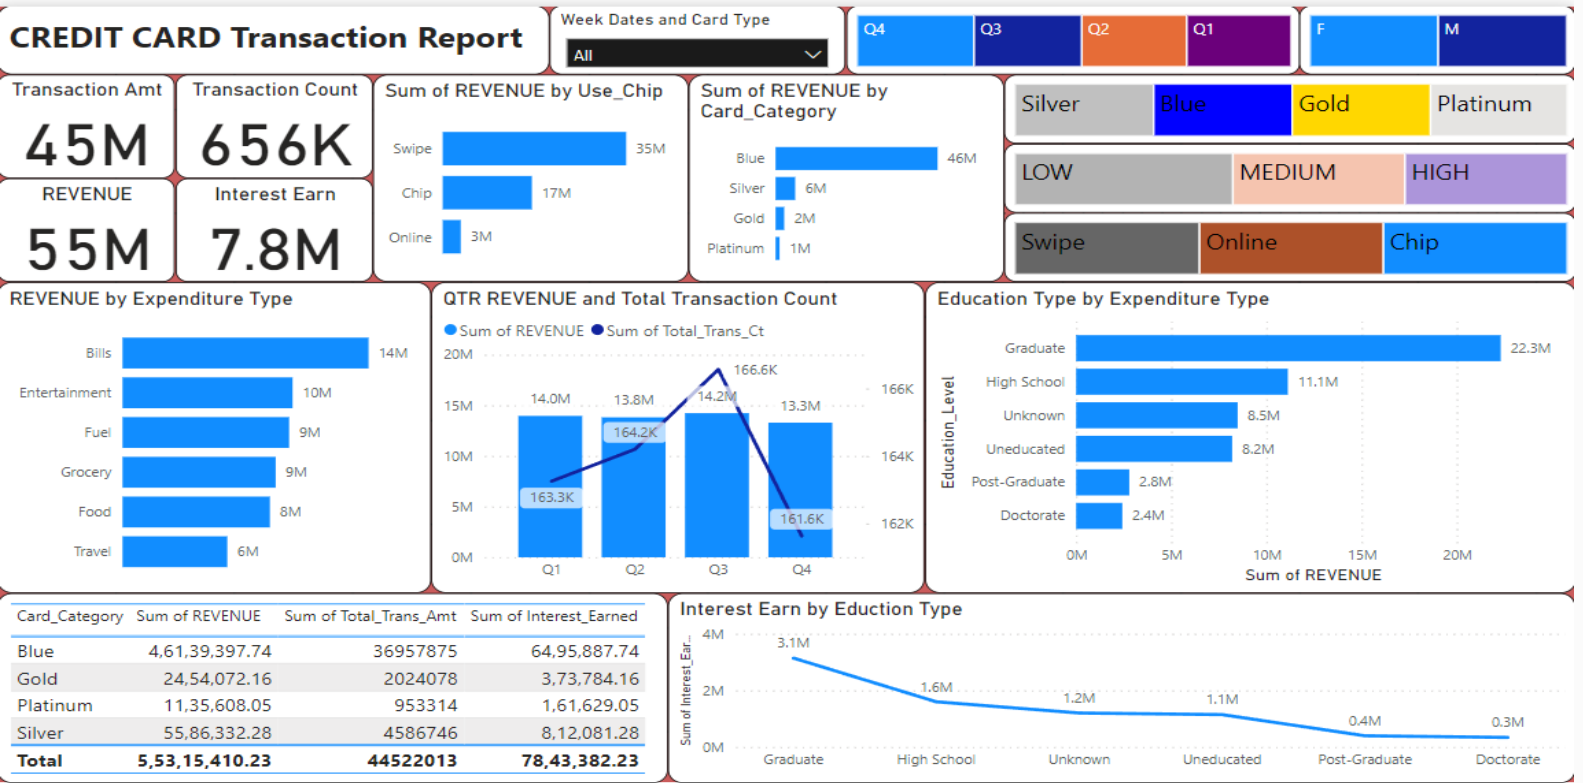 CREDIT CARD Transaction Report
Week Dates and Card Type
All
Q4 Q3 Q2 Q1
F M
Transaction Amt
45M
Transaction Count
656K
REVENUE
55M
Interest Earn
7.8M
Sum of REVENUE by Use_Chip
Swipe 35M
Chip 17M
Online 3M
Sum of REVENUE by
Card_Category
Blue 46M
Silver 6M
Gold 2M
Platinum 1M
Silver Blue Gold Platinum
LOW MEDIUM HIGH
Swipe Online Chip
REVENUE by Expenditure Type
Bills 14M
Entertainment 10M
Fuel 9M
Grocery 9M
Food 8M
Travel 6M
QTR REVENUE and Total Transaction Count
Sum of REVENUE Sum of Total_Trans_Ct
20M
15M
10M
5M
0M
14.0M 13.8M 14.2M 13.3M
163.3K 164.2K 166.6K 161.6K
166K
164K
162K
Q1 Q2 Q3 Q4
Education Type by Expenditure Type
Education_Level
Graduate 22.3M
High School 11.1M
Unknown 8.5M
Uneducated 8.2M
Post-Graduate 2.8M
Doctorate 2.4M
0M 5M 10M 15M 20M
Sum of REVENUE
Card_Category Sum of REVENUE Sum of Total_Trans_Amt Sum of Interest_Earned
Blue 4,61,39,397.74 36957875 64,95,887.74
Gold 24,54,072.16 2024078 3,73,784.16
Platinum 11,35,608.05 953314 1,61,629.05
Silver 55,86,332.28 4586746 8,12,081.28
Total 5,53,15,410.23 44522013 78,43,382.23
Interest Earn by Eduction Type
Sum of Interest_Ear...
4M
2M
0M
3.1M 1.6M 1.2M 1.1M 0.4M 0.3M
Graduate High School Unknown Uneducated Post-Graduate Doctorate